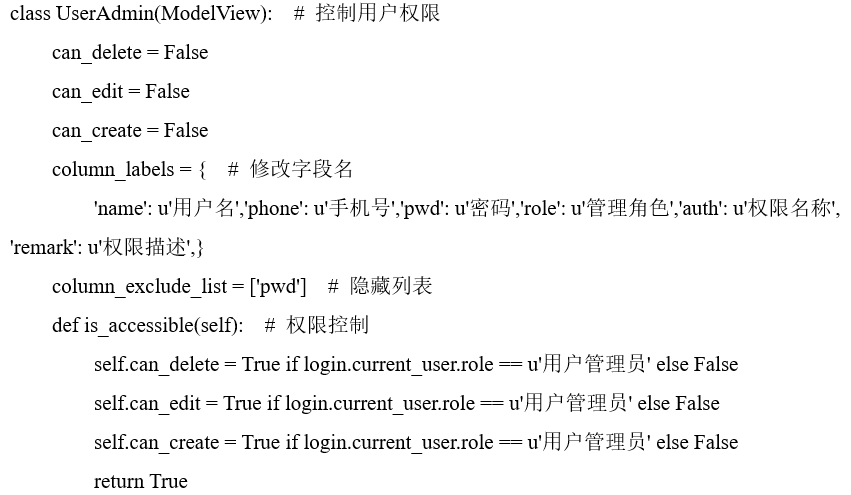 class UserAdmin(ModelView):    # 控制用户权限
can_delete = False
can_edit = False
can_create = False
column_labels = {    # 修改字段名
'name': u'用户名','phone': u'手机号','pwd': u'密码','role': u'管理角色','auth': u'权限名称',
'remark': u'权限描述',}
column_exclude_list = ['pwd']    # 隐藏列表
def is_accessible(self):    # 权限控制
self.can_delete = True if login.current_user.role == u'用户管理员' else False
self.can_edit = True if login.current_user.role == u'用户管理员' else False
self.can_create = True if login.current_user.role == u'用户管理员' else False
return True